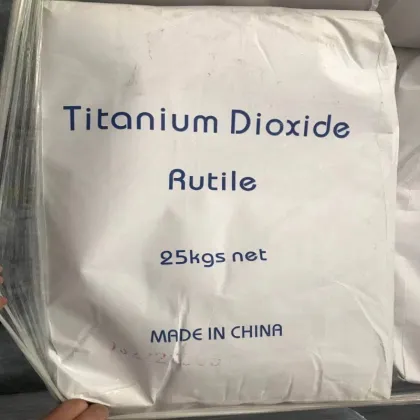 Titanium Dioxide
Rutile
25kgs net
MADE IN CHINA